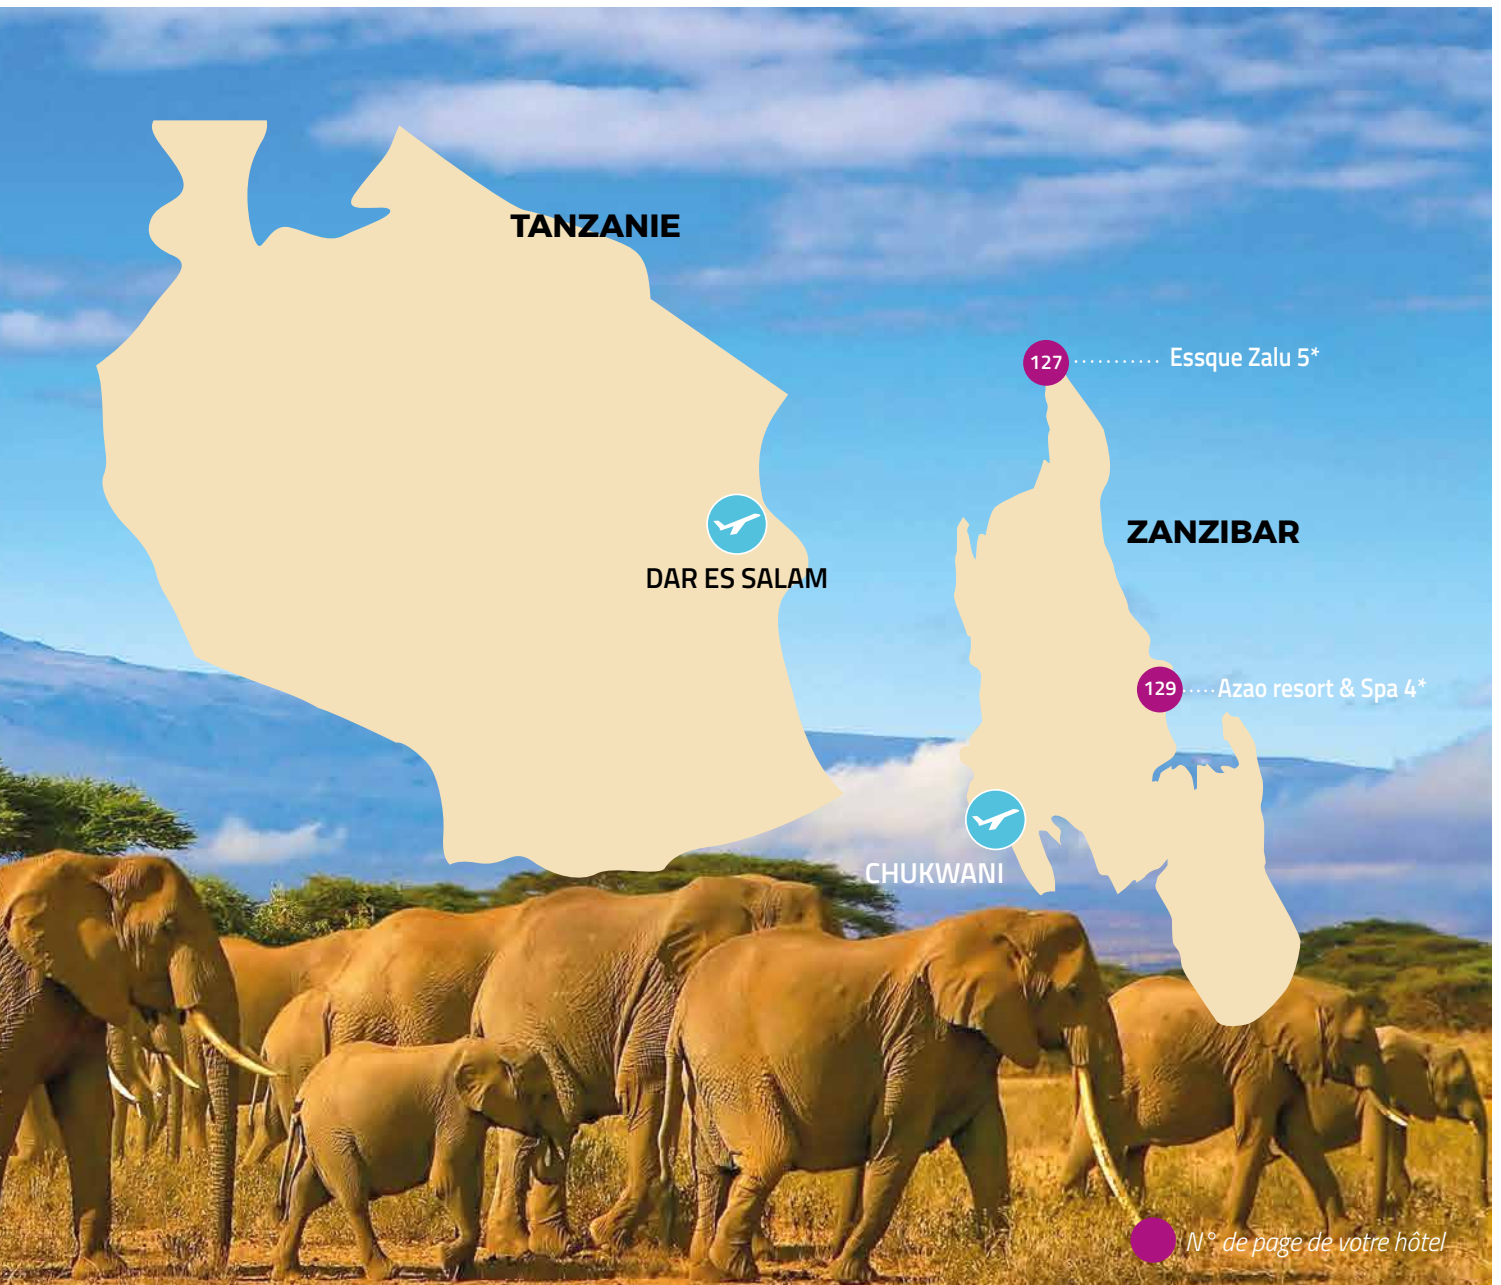 TANZANIE
127
Essque Zalu 5*
ZANZIBAR
DAR ES SALAM
129
Azao resort & Spa 4*
CHUKWANI
N° de page de votre hôtel